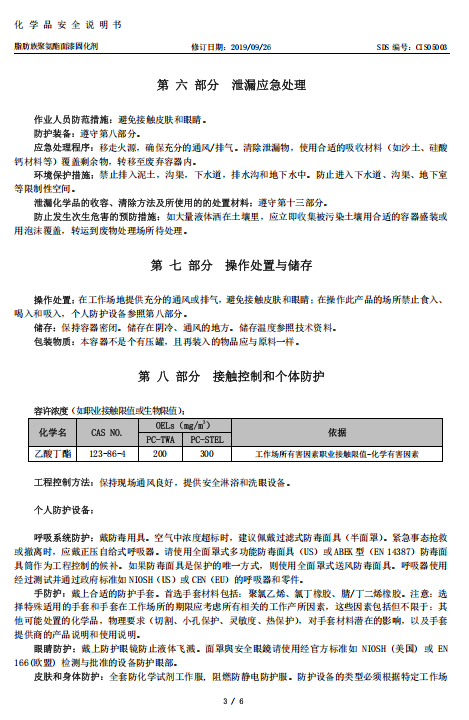 化 学 品 安 全 说 明 书
脂肪族聚氨酯面漆固化剂 修订日期：2019/09/26 SDS 编号：CIS05003
第 六 部分 泄漏应急处理
作业人员防范措施：避免接触皮肤和眼睛。
防护装备：遵守第八部分。
应急处理程序：移走火源，确保充分的通风/排气。清除泄漏物，使用合适的吸收材料（如沙土、硅酸
钙材料等）覆盖剩余物，转移至废弃容器内。
环境保护措施：禁止排入泥土，沟渠，下水道，排水沟和地下水中。防止进入下水道、沟渠、地下室
等限制性空间。
泄漏化学品的收容、清除方法及所使用的的处置材料：遵守第十三部分。
防止发生次生危害的预防措施：如大量液体洒在土壤里，应立即收集被污染土壤用合适的容器盛装或
用泡沫覆盖，转运到废物处理场所待处理。
第 七 部分 操作处置与储存
操作处置：在工作场地提供充分的通风或排气，避免接触皮肤和眼睛；在操作此产品的场所禁止食入、
喝入和吸入，个人防护设备参照第八部分。
储存：保持容器密闭。储存在阴冷、通风的地方。储存温度参照技术资料。
包装物质：本容器不是个有压罐，且再装入的物品应与原料一样。
第 八 部分 接触控制和个体防护
容许浓度（如职业接触限值或生物限值）：
化学名 CAS NO. OELs（mg/m³） 依据
PC-TWA PC-STEL
乙酸丁酯 123-86-4 200 300 工作场所有害因素职业接触限值-化学有害因素
工程控制方法：保持现场通风良好，提供安全淋浴和洗眼设备。
个人防护设备：
呼吸系统防护：戴防毒用具。空气中浓度超标时，建议佩戴过滤式防毒面具（半面罩）。紧急事态抢救
或撤离时，应戴正压自给式呼吸器。请使用全面罩式多功能防毒面具（US）或ABEK型（EN 14387）防毒面
具筒作为工程控制的候补。如果防毒面具是保护的唯一方式，则使用全面罩式送风防毒面具。呼吸器使用
经过测试并通过政府标准如NIOSH（US）或CEN（EU）的呼吸器和零件。
手防护：戴上合适的防护手套。首选手套材料包括：聚氯乙烯、氯丁橡胶、腈/丁二烯橡胶。注意：选
择特殊适用的手套和手套在工作场所的期限应考虑所有相关的工作产所因素，这些因素包括但不限于：其
他可能处置的化学品，物理要求（切割、小孔保护、灵敏度、热保护），对手套材料潜在的影响，以及手套
提供商的产品说明和使用说明。
眼睛防护：戴上防护眼镜防止液体飞溅。面罩與安全眼鏡请使用经官方标准如 NIOSH (美国) 或 EN
166(欧盟) 检测与批准的设备防护眼部。
皮肤和身体防护：全套防化学试剂工作服, 阻燃防静电防护服。防护设备的类型必须根据特定工作场
3 / 6